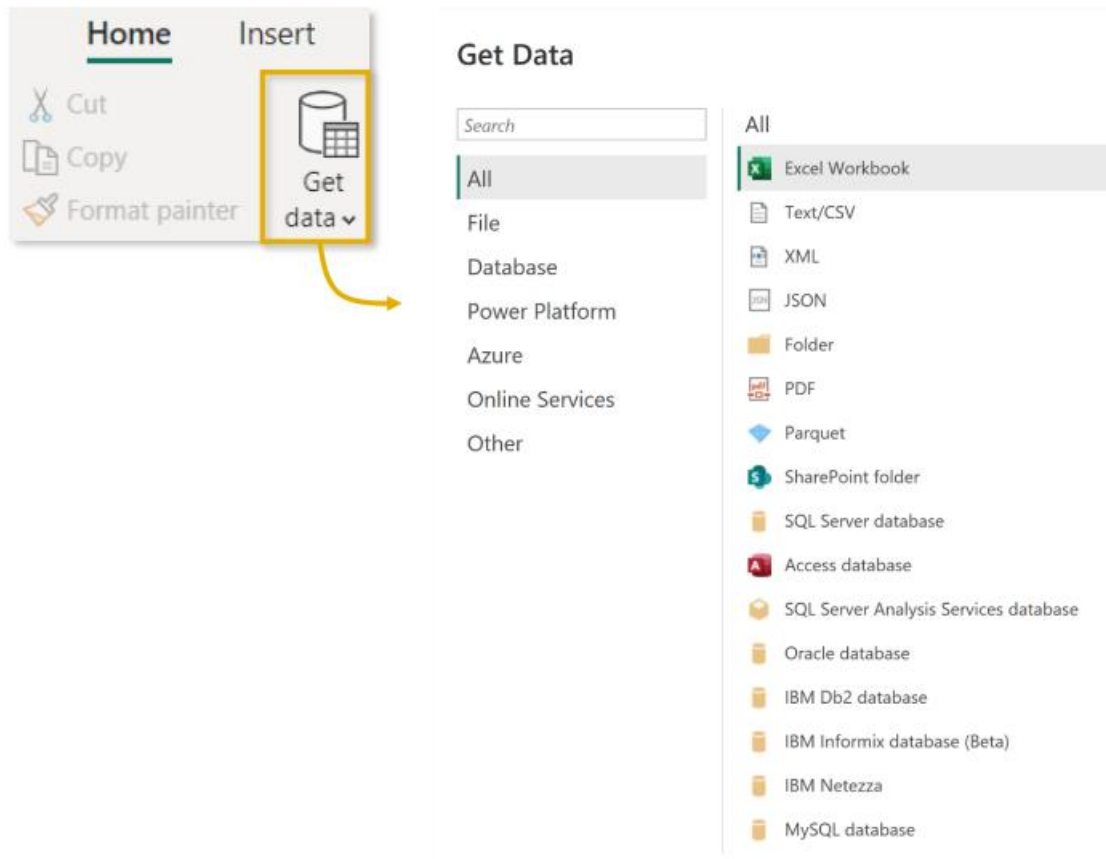 Home Insert
Cut
Copy
Format painter
Get
data
Get Data
Search
All
File
Database
Power Platform
Azure
Online Services
Other
All
Excel Workbook
Text/CSV
XML
JSON
Folder
PDF
Parquet
SharePoint folder
SQL Server database
Access database
SQL Server Analysis Services database
Oracle database
IBM Db2 database
IBM Informix database (Beta)
IBM Netezza
MySQL database